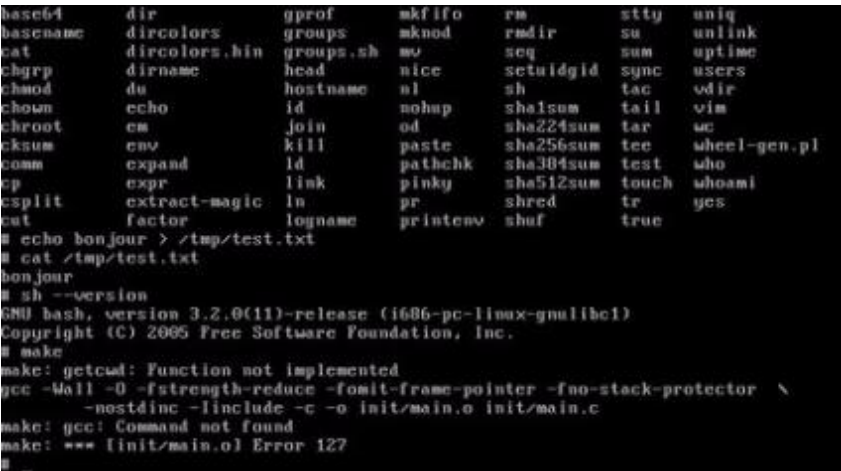 base64 dir gprof mkfifo rm stty uniq
basename dircolors groups mknod rmdir su unlink
cat dircolors.hin groups.sh mv seq sum uptime
chgrp dirname head nice setuidgid sync users
chmod du hostname nl sh tac vdir
chown echo id nohup sha1sum tail vim
chroot em join od sha224sum tar wc
cksum env kill paste sha256sum tee wheel-gen.pl
comm expand ld pathchk sha384sum test who
cp expr link pinky sha512sum touch whoami
csplit extract-magic ln pr shred tr yes
cut factor logname printenv shuf true
# echo bonjour > /tmp/test.txt
# cat /tmp/test.txt
bonjour
# sh --version
GNU bash, version 3.2.0(11)-release (i686-pc-linux-gnulibc1)
Copyright (C) 2005 Free Software Foundation, Inc.
# make
make: getcwd: Function not implemented
gcc -Wall -O -fstrength-reduce -fomit-frame-pointer -fno-stack-protector \
-nostdinc -Iinclude -c -o init/main.o init/main.c
make: gcc: Command not found
make: *** [init/main.o] Error 127
#